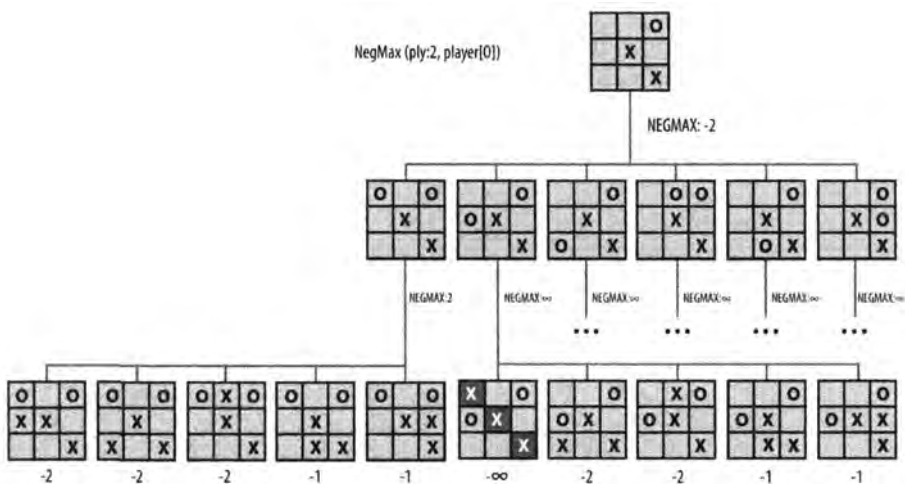 O
NegMax (ply:2, player[0]) X
X
NEGMAX: -2
O O O O O O O O
X O X X X X X O
X X O X X O X X
NEGMAX:2 NEGMAX:∞ NEGMAX:∞ NEGMAX:∞ NEGMAX:∞ NEGMAX:∞
... ... ... ...
O O O O O X O O O O O X O O X O O O
X X X X X X X O X O X O X O X O X X
X X X X X X X X X X X X X X
-2 -2 -2 -1 -1 -∞ -2 -2 -1 -1